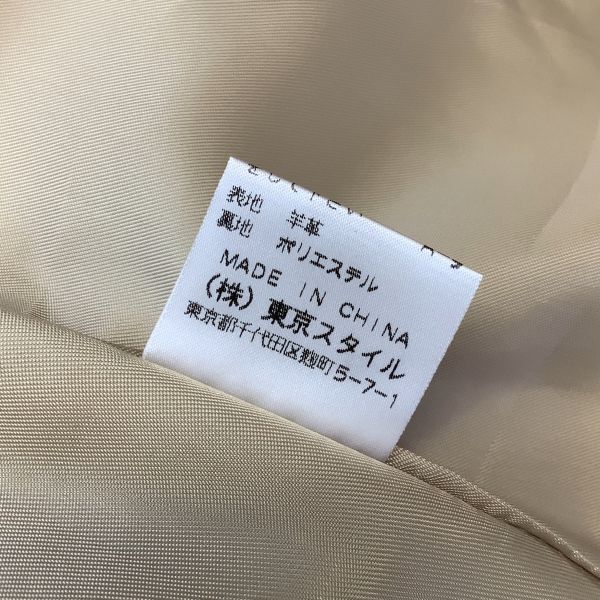 表地 羊革
裏地 ポリエステル
MADE IN CHINA
(株)東京スタイル
東京都千代田区麹町5-7-1